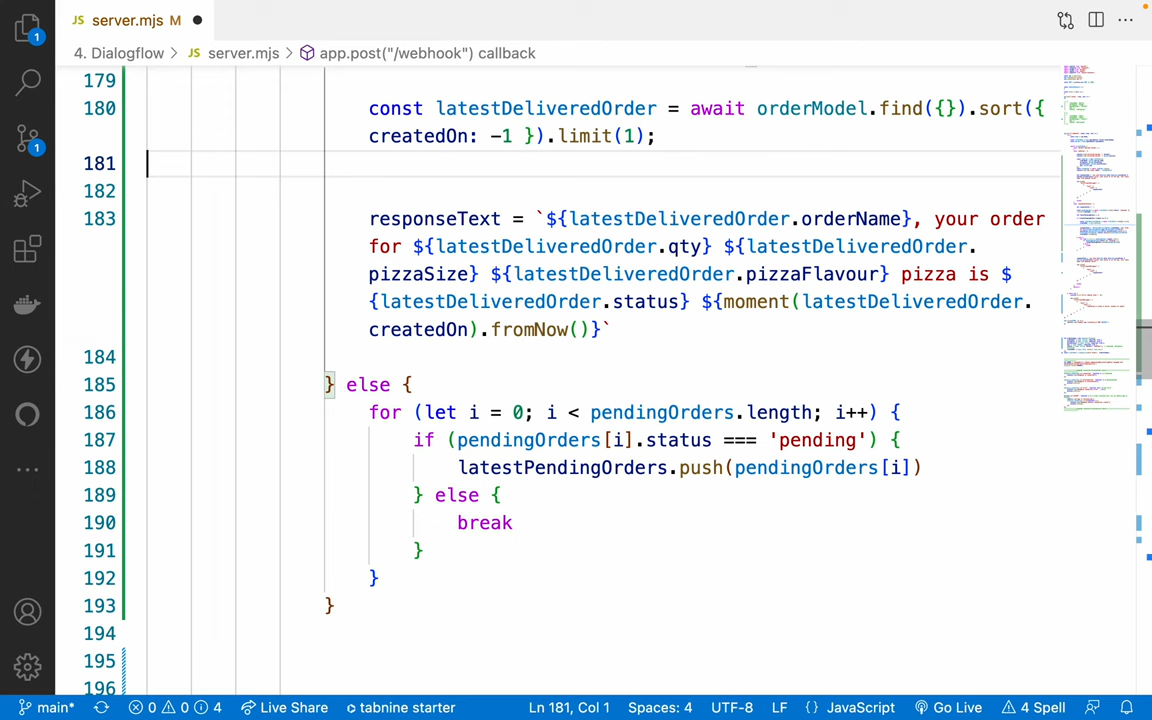 JS server.mjs M
4. Dialogflow > JS server.mjs > app.post("/webhook") callback
179
180 const latestDeliveredOrder = await orderModel.find({}).sort({
createdOn: -1 }).limit(1);
181
182
183 responseText = `${latestDeliveredOrder.orderName}, your order
for ${latestDeliveredOrder.qty} ${latestDeliveredOrder.
pizzaSize} ${latestDeliveredOrder.pizzaFlavour} pizza is $
{latestDeliveredOrder.status} ${moment(latestDeliveredOrder.
createdOn).fromNow()}`
184
185 } else {
186 for (let i = 0; i < pendingOrders.length; i++) {
187 if (pendingOrders[i].status === 'pending') {
188 latestPendingOrders.push(pendingOrders[i])
189 } else {
190 break
191 }
192 }
193 }
194
195
196
1
1
main* 0 0 4 Live Share tabnine starter Ln 181, Col 1 Spaces: 4 UTF-8 LF {} JavaScript Go Live 4 Spell